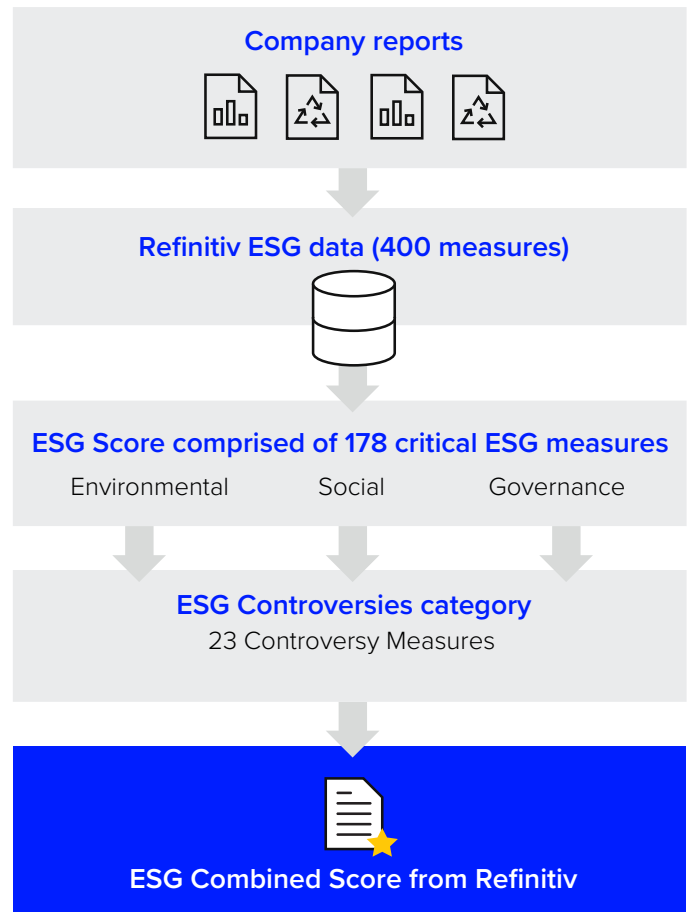 Company reports
Refinitiv ESG data (400 measures)
ESG Score comprised of 178 critical ESG measures
Environmental Social Governance
ESG Controversies category
23 Controversy Measures
ESG Combined Score from Refinitiv